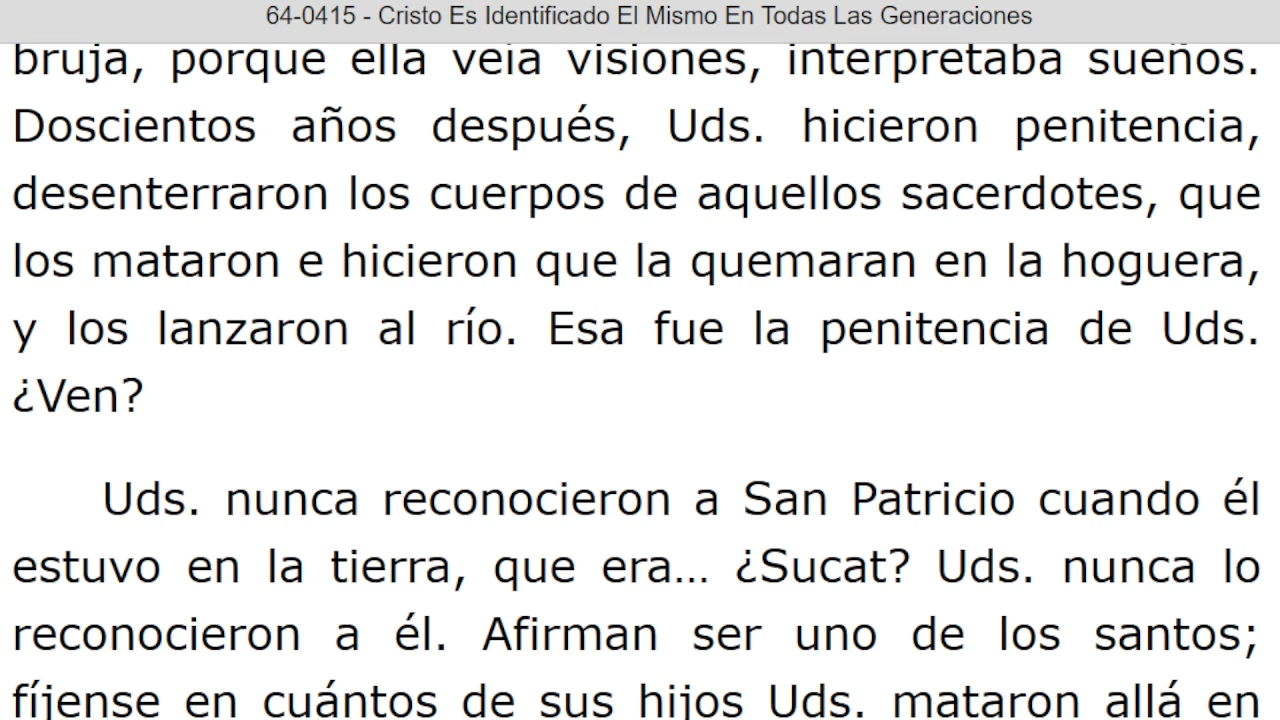 64-0415 - Cristo Es Identificado El Mismo En Todas Las Generaciones
bruja, porque ella veía visiones, interpretaba sueños.
Doscientos años después, Uds. hicieron penitencia,
desenterraron los cuerpos de aquellos sacerdotes, que
los mataron e hicieron que la quemaran en la hoguera,
y los lanzaron al río. Esa fue la penitencia de Uds.
¿Ven?
Uds. nunca reconocieron a San Patricio cuando él
estuvo en la tierra, que era… ¿Sucat? Uds. nunca lo
reconocieron a él. Afirman ser uno de los santos;
fíjense en cuántos de sus hijos Uds. mataron allá en